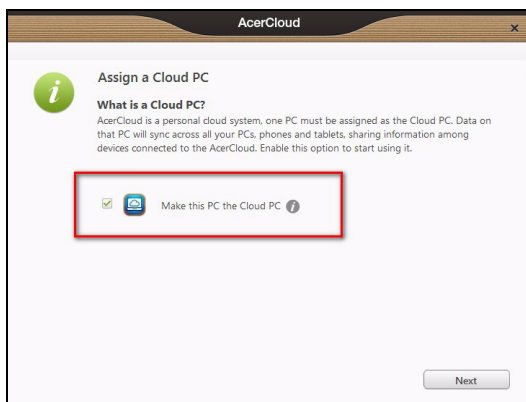 AcerCloud
x
Assign a Cloud PC
What is a Cloud PC?
AcerCloud is a personal cloud system, one PC must be assigned as the Cloud PC. Data on
that PC will sync across all your PCs, phones and tablets, sharing information among
devices connected to the AcerCloud. Enable this option to start using it.
Make this PC the Cloud PC
Next